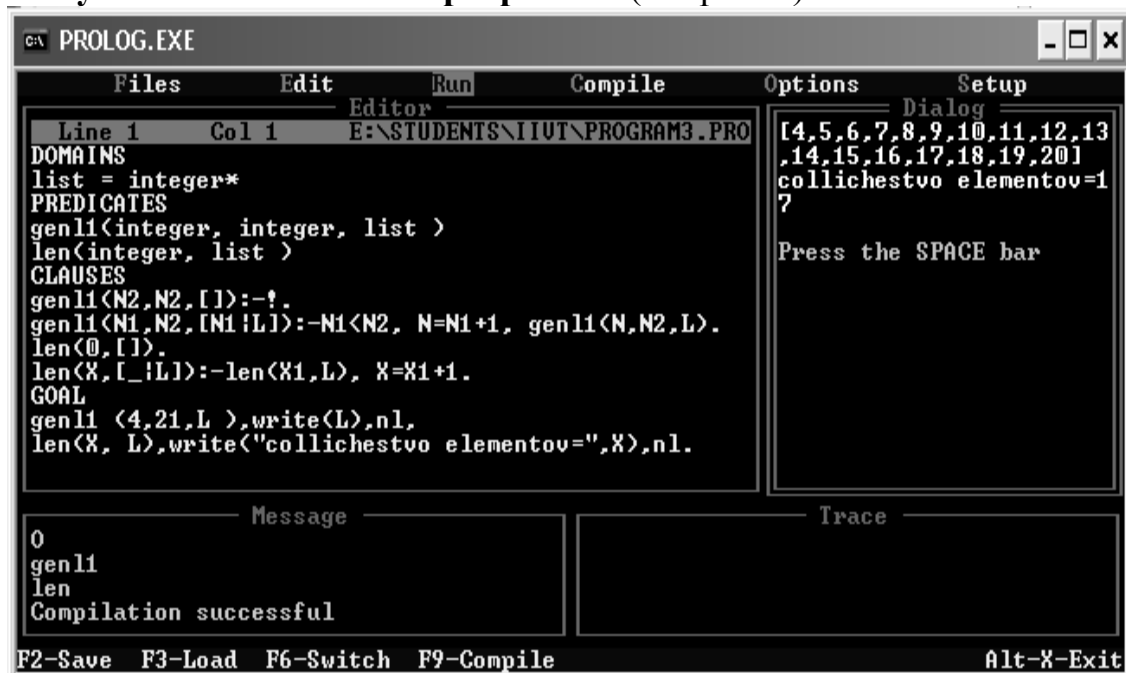 PROLOG.EXE
Files Edit Run Compile Options Setup
Editor
Line 1 Col 1 E:\STUDENTS\IIVT\PROGRAM3.PRO
DOMAINS
list = integer*
PREDICATES
genl1(integer, integer, list )
len(integer, list )
CLAUSES
genl1(N2,N2,[]):-!.
genl1(N1,N2,[N1|L]):-N1<N2, N=N1+1, genl1(N,N2,L).
len(0,[]).
len(X,[_|L]):-len(X1,L), X=X1+1.
GOAL
genl1 (4,21,L ),write(L),nl,
len(X, L),write("collichestvo elementov=",X),nl.
Dialog
[4,5,6,7,8,9,10,11,12,13
,14,15,16,17,18,19,20]
collichestvo elementov=1
7
Press the SPACE bar
Message
0
genl1
len
Compilation successful
Trace
F2-Save F3-Load F6-Switch F9-Compile Alt-X-Exit